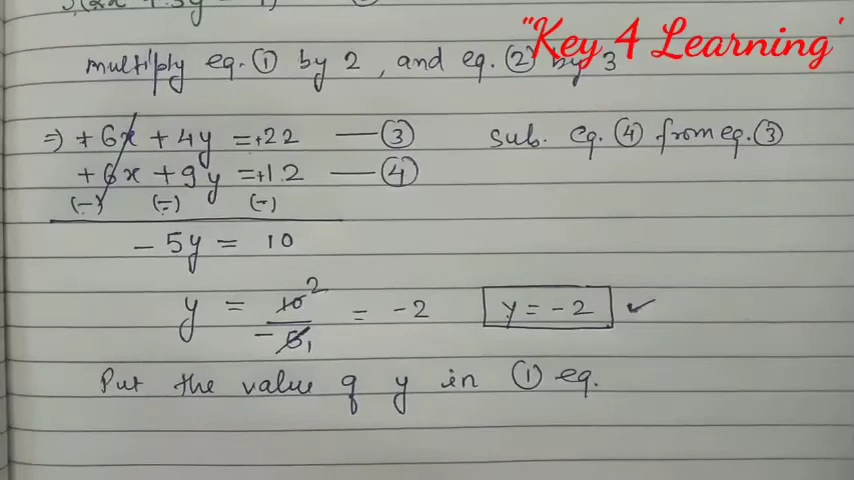 "Key 4 Learning"
multiply eq. ① by 2 , and eq. ② by 3
=) +6x + 4y = +22 —③ sub. eq. ④ from eq. ③
+6x + 9y = +12 —④
(-) (-) (-)
- 5y = 10
y = 10 2 / -5 1 = -2 y = -2 ✓
Put the value of y in ① eq.